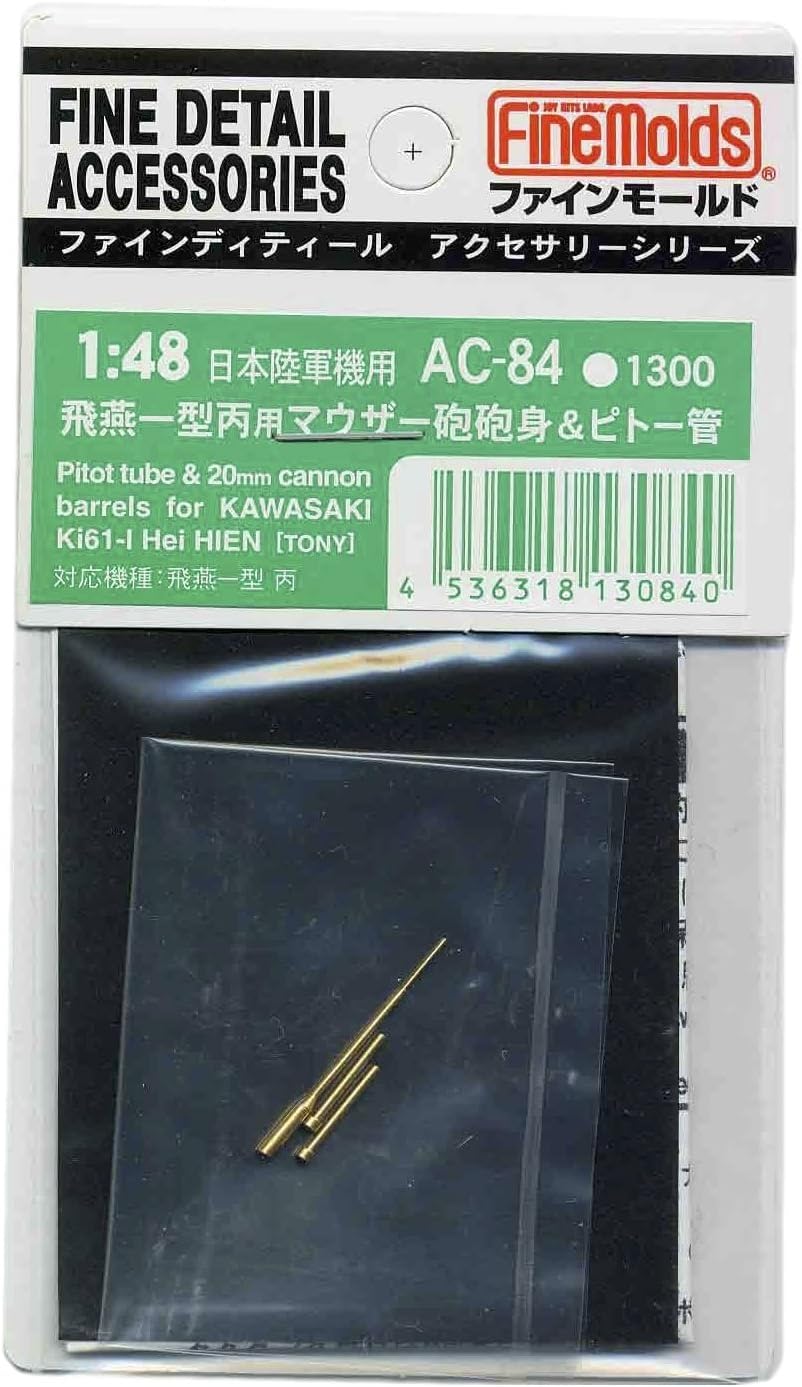 FINE DETAIL
ACCESSORIES
JOY KITS LABO.
FineMolds®
ファインモールド
ファインディティール アクセサリーシリーズ
1:48 日本陸軍機用 AC-84 ●1300
飛燕一型丙用マウザー砲砲身&ピトー管
Pitot tube & 20mm cannon
barrels for KAWASAKI
Ki61-I Hei HIEN [TONY]
対応機種:飛燕一型 丙
4 536318 130840